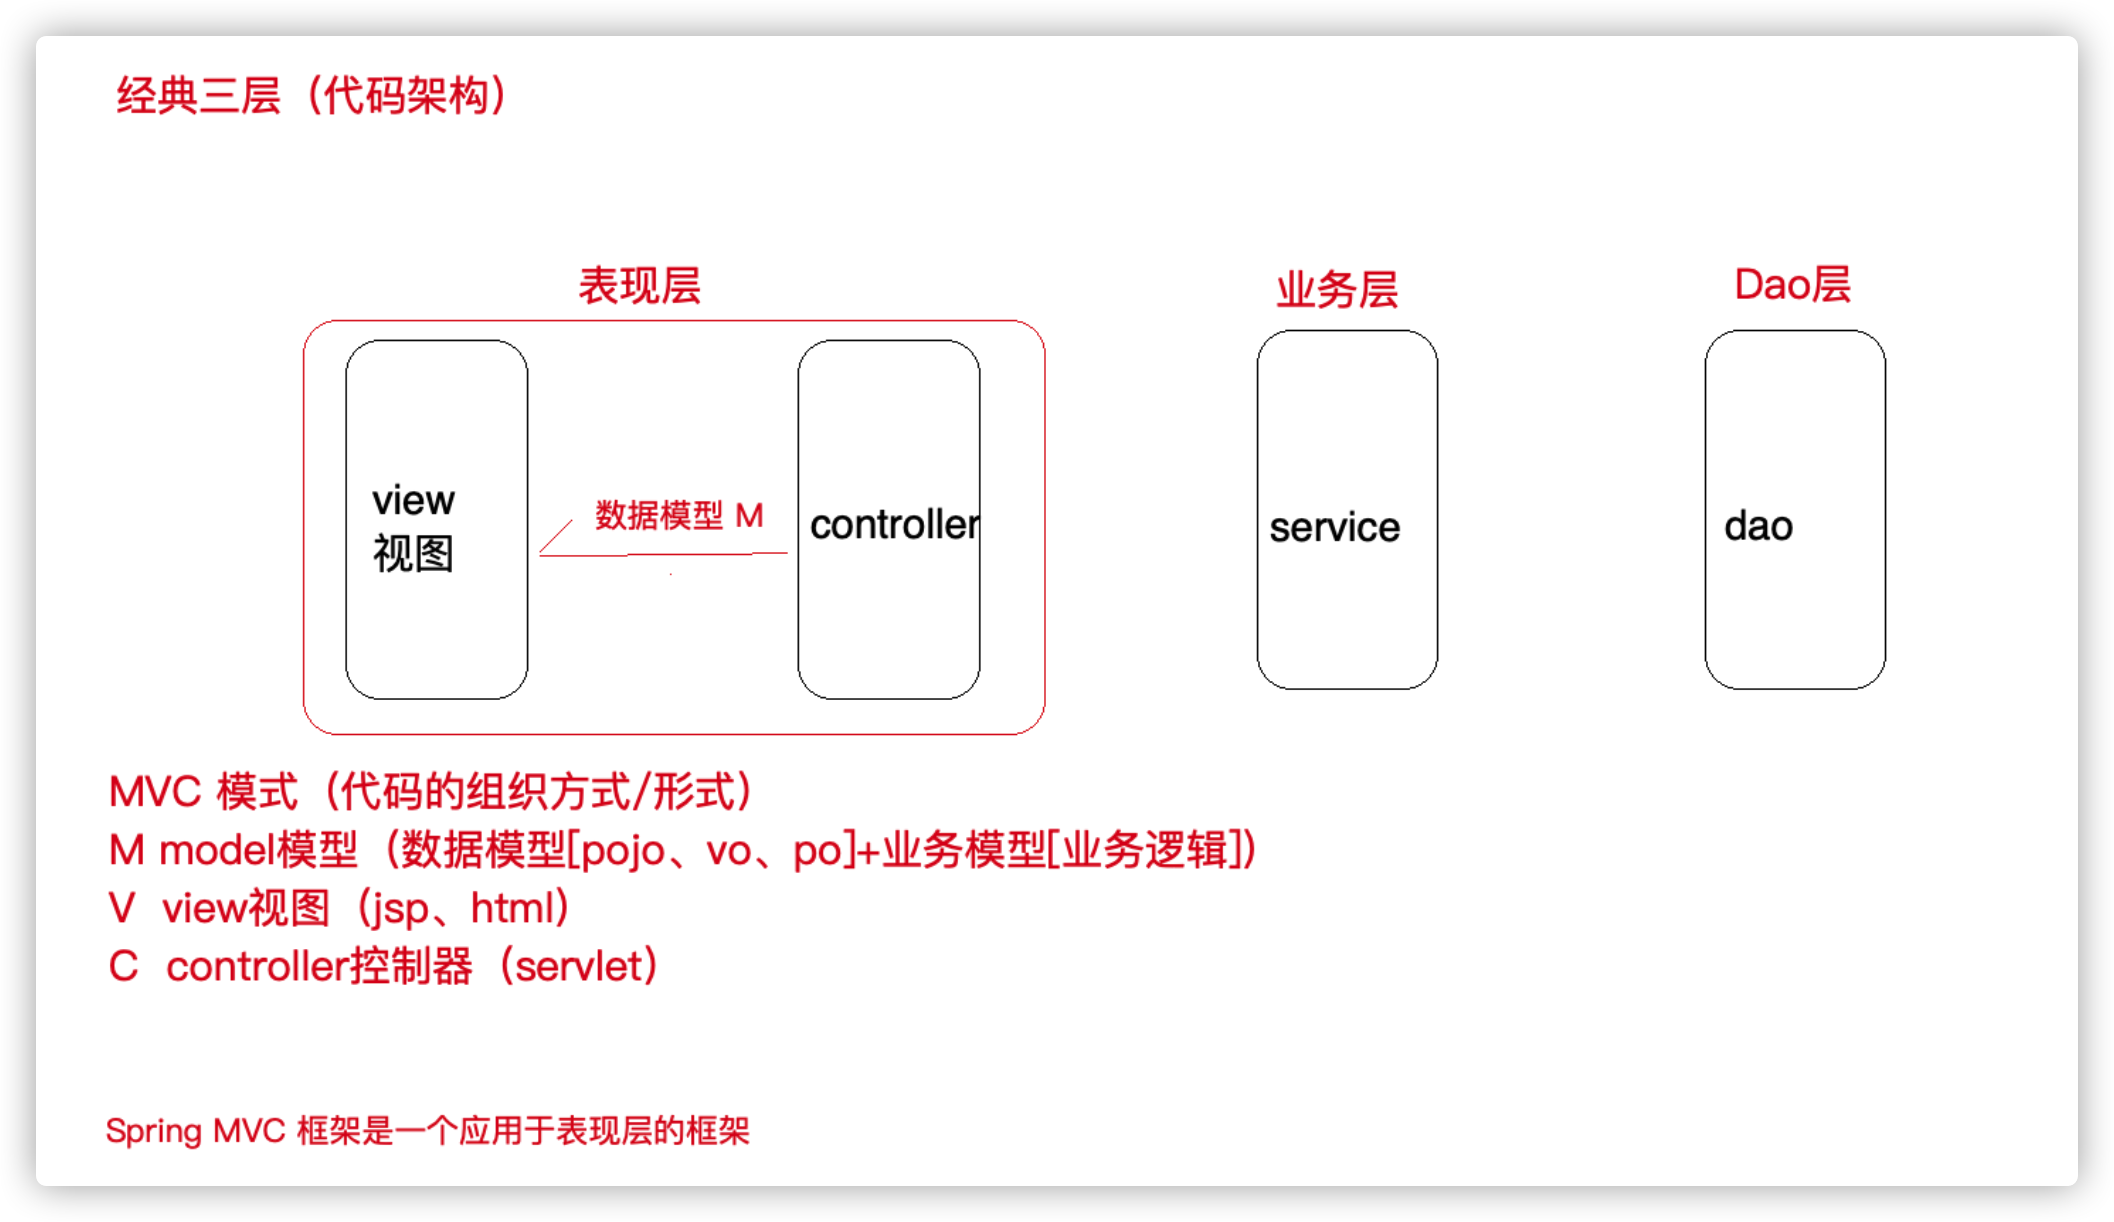 经典三层（代码架构）
表现层
业务层
Dao层
view
视图
数据模型 M
controller
service
dao
MVC 模式（代码的组织方式/形式）
M model模型（数据模型[pojo、vo、po]+业务模型[业务逻辑]）
V view视图（jsp、html）
C controller控制器（servlet）
Spring MVC 框架是一个应用于表现层的框架